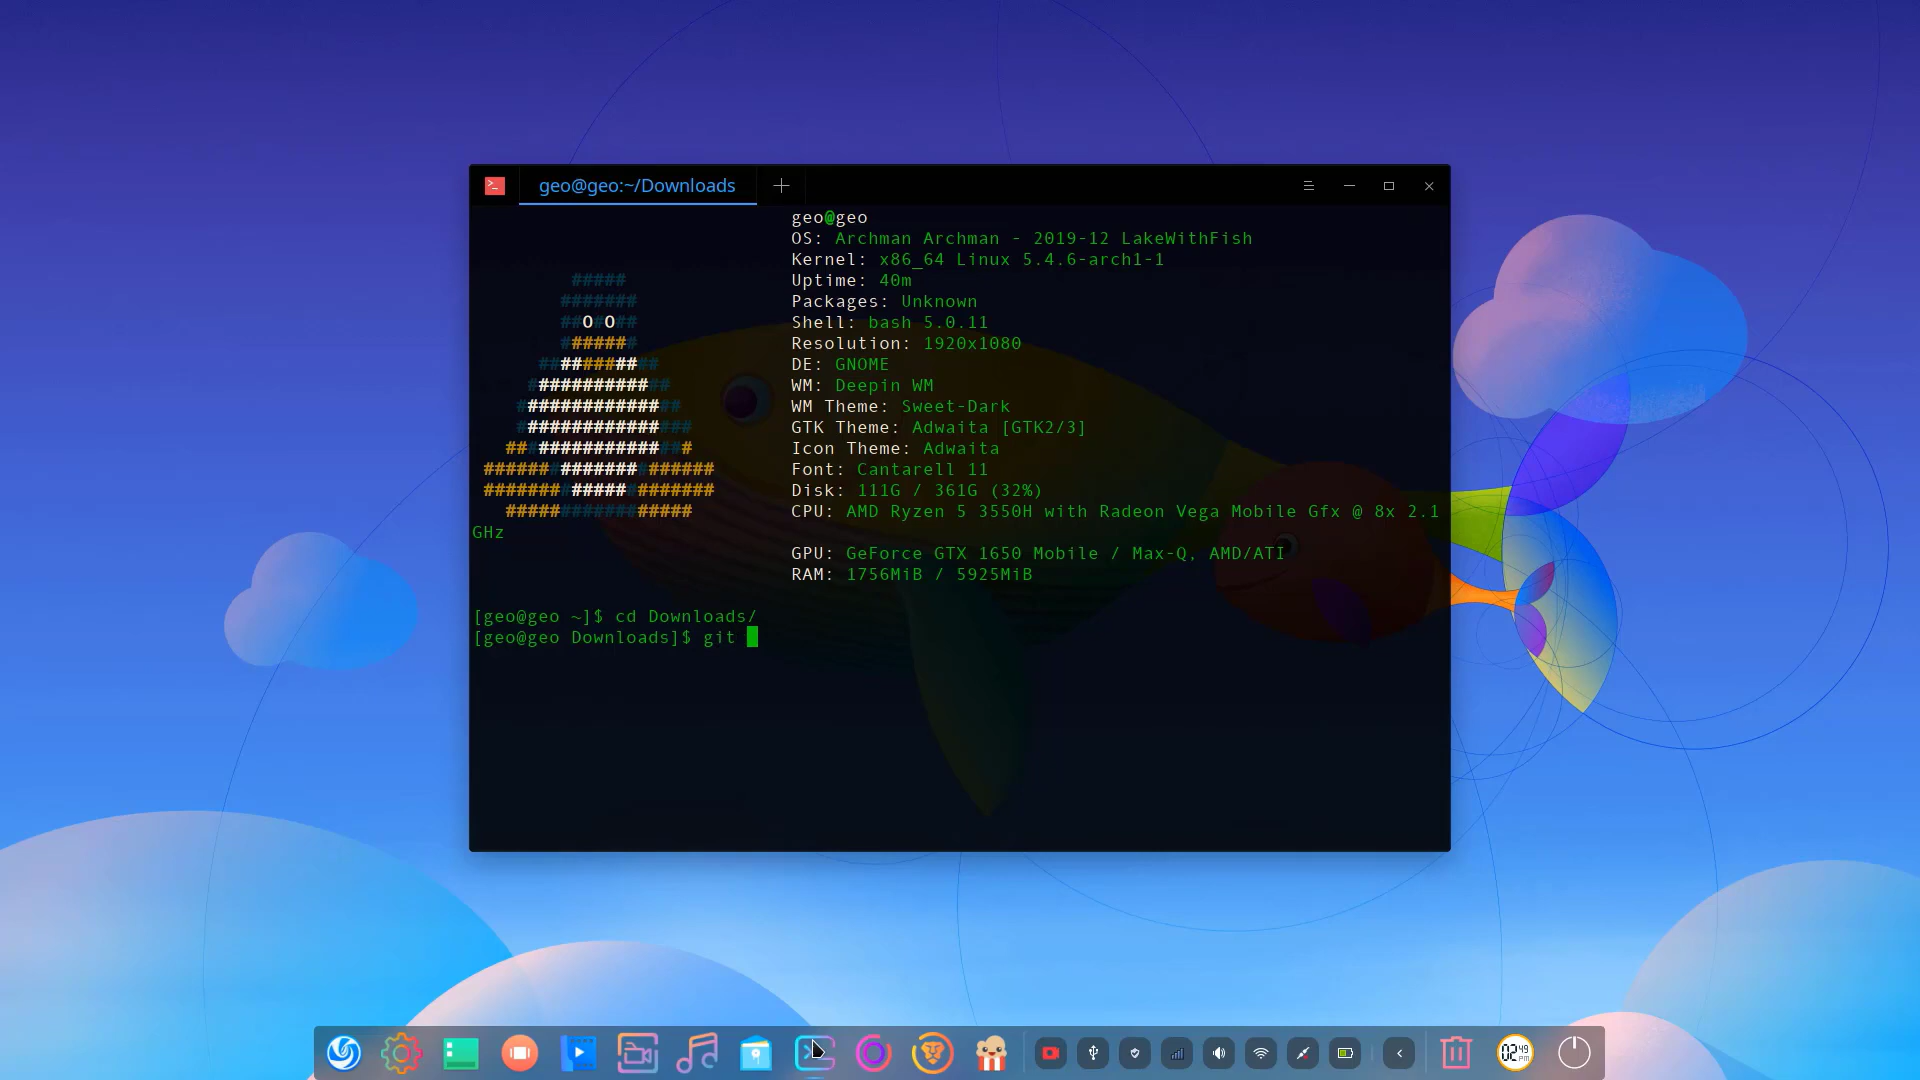 geo@geo:~/Downloads
geo@geo
OS: Archman Archman - 2019-12 LakeWithFish
Kernel: x86_64 Linux 5.4.6-arch1-1
#####
Uptime: 40m
#######
Packages: Unknown
##O#O##
Shell: bash 5.0.11
#######
Resolution: 1920x1080
###########
DE: GNOME
#############
WM: Deepin WM
###############
WM Theme: Sweet-Dark
################
GTK Theme: Adwaita [GTK2/3]
#################
Icon Theme: Adwaita
#####################
Font: Cantarell 11
#####################
Disk: 111G / 361G (32%)
#################
CPU: AMD Ryzen 5 3550H with Radeon Vega Mobile Gfx @ 8x 2.1
GHz
GPU: GeForce GTX 1650 Mobile / Max-Q, AMD/ATI
RAM: 1756MiB / 5925MiB
[geo@geo ~]$ cd Downloads/
[geo@geo Downloads]$ git
02:49
PM